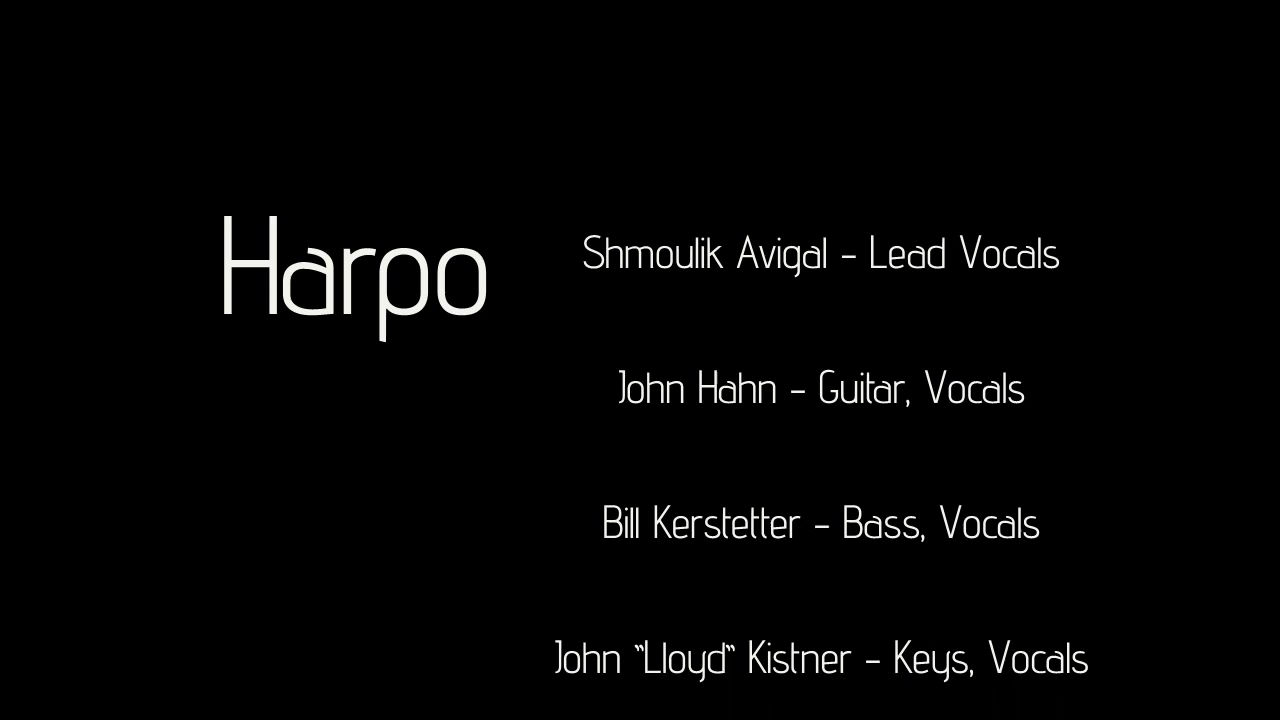 Harpo
Shmoulik Avigal - Lead Vocals
John Hahn - Guitar, Vocals
Bill Kerstetter - Bass, Vocals
John "Lloyd" Kistner - Keys, Vocals